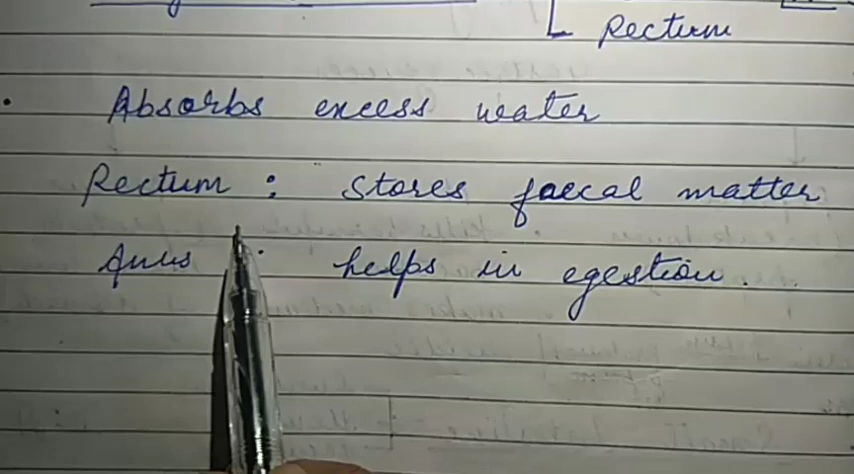 Rectum
• Absorbs excess water
Rectum : stores faecal matter
Anus : helps in egestion.